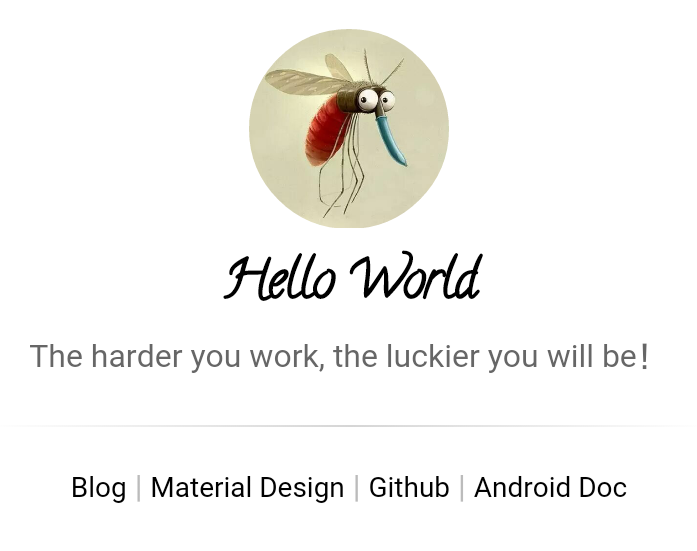 Hello World
The harder you work, the luckier you will be！
Blog | Material Design | Github | Android Doc